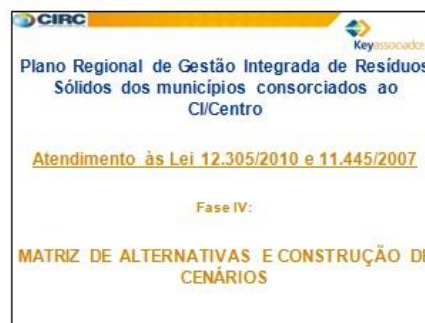 CIRC
Keyassociados
Plano Regional de Gestão Integrada de Resíduos
Sólidos dos municípios consorciados ao
CI/Centro
Atendimento às Lei 12.305/2010 e 11.445/2007
Fase IV:
MATRIZ DE ALTERNATIVAS E CONSTRUÇÃO DE
CENÁRIOS